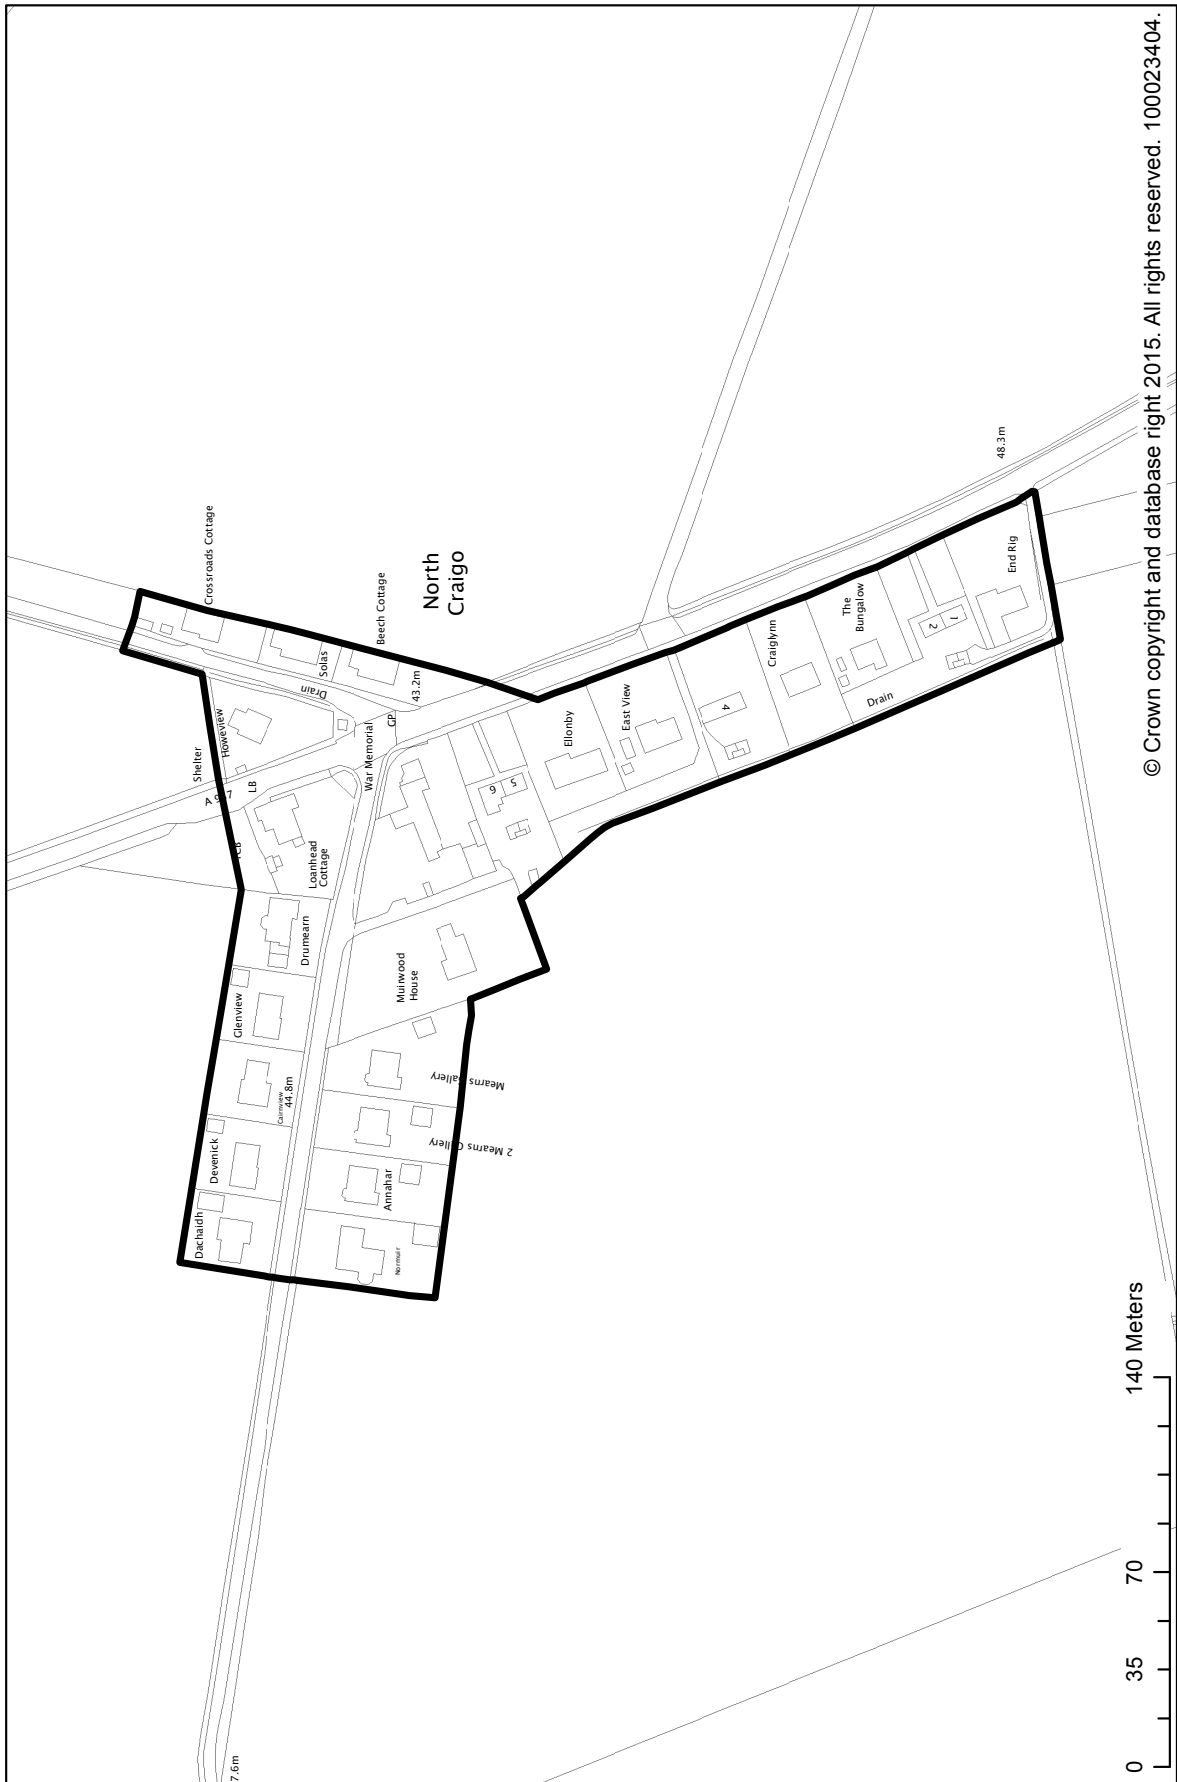 Crossroads Cottage
Solas
Beech Cottage
North
Craigo
43.2m
Drain
Shelter
Howeview
LB
War Memorial
GP
Loanhead
Cottage
Drumearn
Glenview
Cairnview
44.8m
Devenick
Dachaidh
Muirwood
House
Mearns Gallery
2 Mearns Gallery
Annahar
Normuir
6
5
Ellonby
East View
4
Craiglynn
The
Bungalow
Drain
2
1
End Rig
48.3m
7.6m
0 35 70 140 Meters
© Crown copyright and database right 2015. All rights reserved. 100023404.